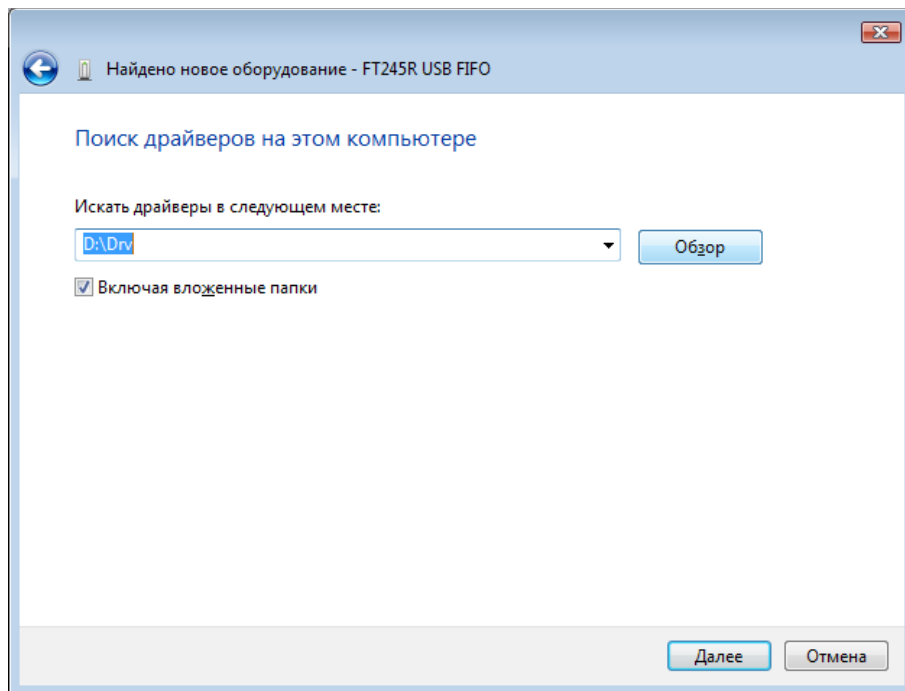 Найдено новое оборудование - FT245R USB FIFO
Поиск драйверов на этом компьютере
Искать драйверы в следующем месте:
D:\Drv
Обзор
Включая вложенные папки
Далее
Отмена